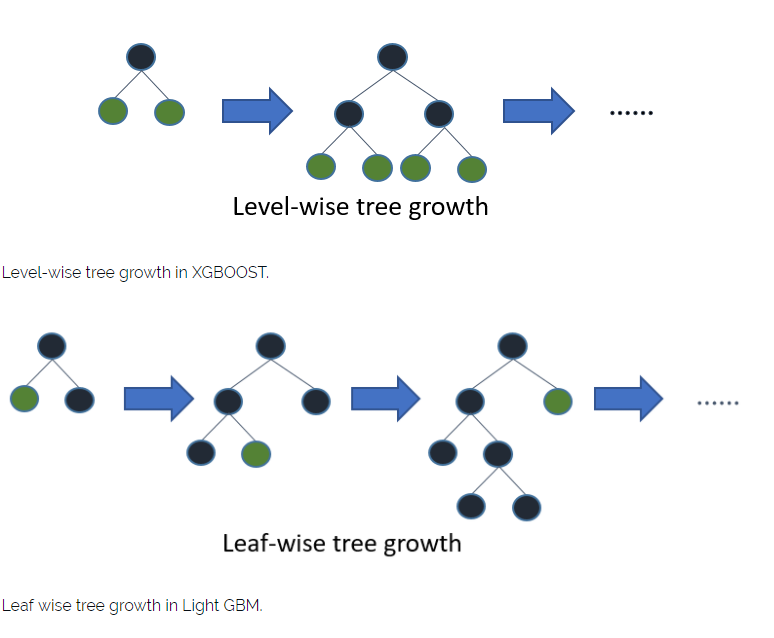 ......
Level-wise tree growth
Level-wise tree growth in XGBOOST.
......
Leaf-wise tree growth
Leaf wise tree growth in Light GBM.